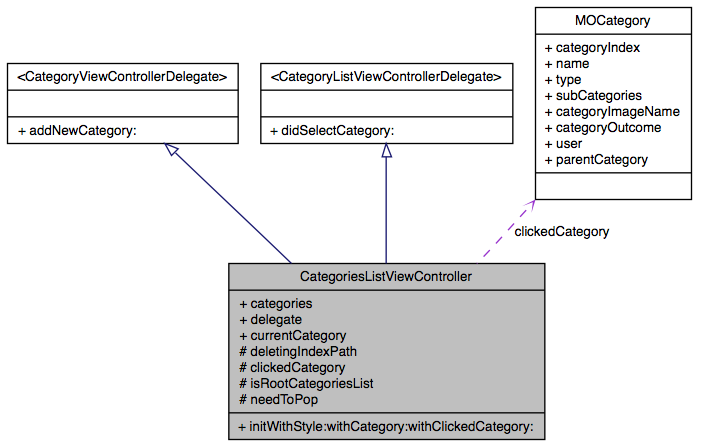 MOCategory
+ categoryIndex
+ name
+ type
+ subCategories
+ categoryImageName
+ categoryOutcome
+ user
+ parentCategory
<CategoryViewControllerDelegate>
+ addNewCategory:
<CategoryListViewControllerDelegate>
+ didSelectCategory:
clickedCategory
CategoriesListViewController
+ categories
+ delegate
+ currentCategory
# deletingIndexPath
# clickedCategory
# isRootCategoriesList
# needToPop
+ initWithStyle:withCategory:withClickedCategory: